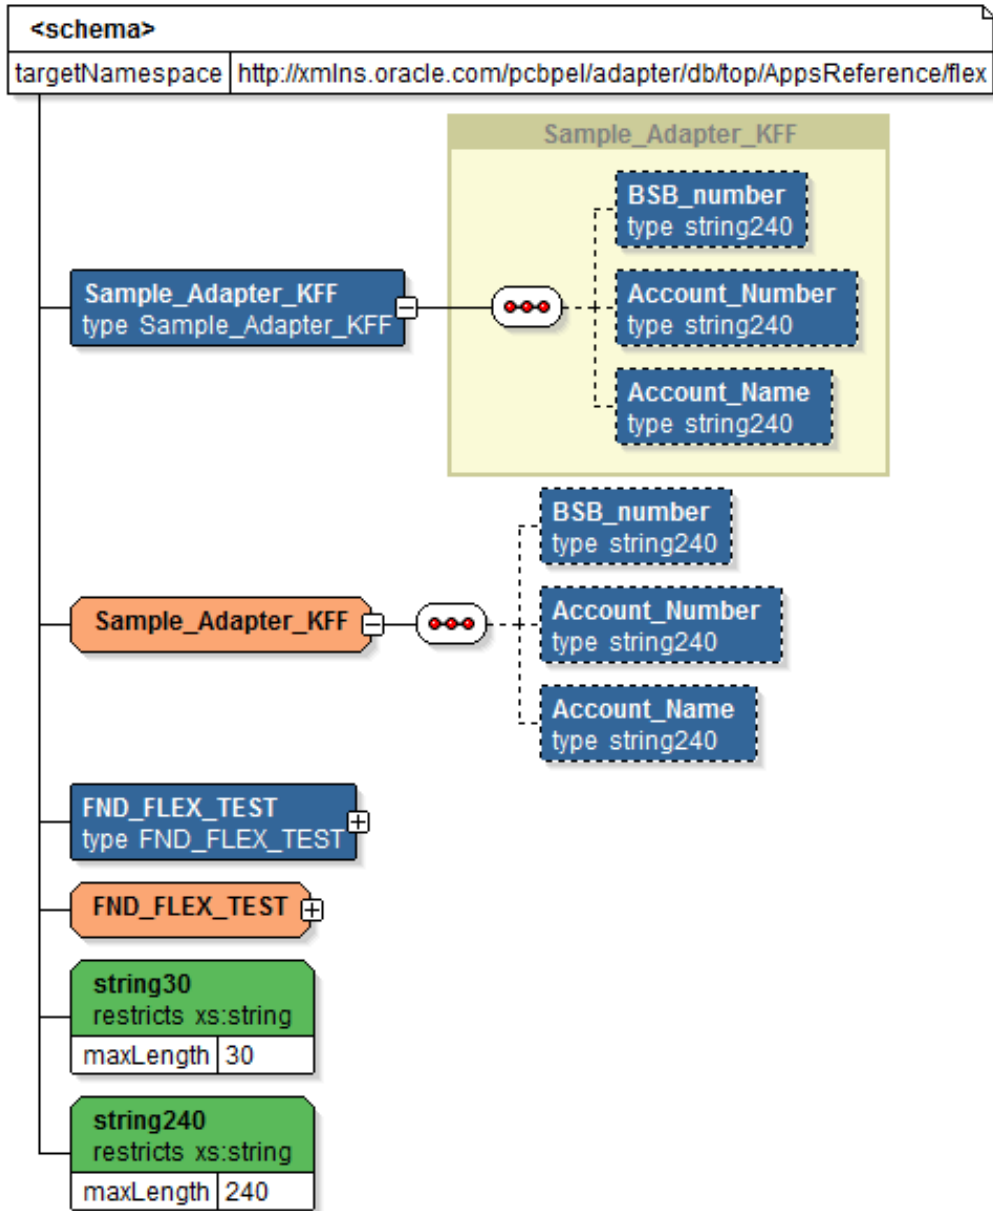 <schema>
targetNamespace http://xmlns.oracle.com/pcbpel/adapter/db/top/AppsReference/flex
Sample_Adapter_KFF
BSB_number
type string240
Sample_Adapter_KFF
type Sample_Adapter_KFF
Account_Number
type string240
Account_Name
type string240
BSB_number
type string240
Sample_Adapter_KFF
Account_Number
type string240
Account_Name
type string240
FND_FLEX_TEST
type FND_FLEX_TEST
FND_FLEX_TEST
string30
restricts xs:string
maxLength 30
string240
restricts xs:string
maxLength 240